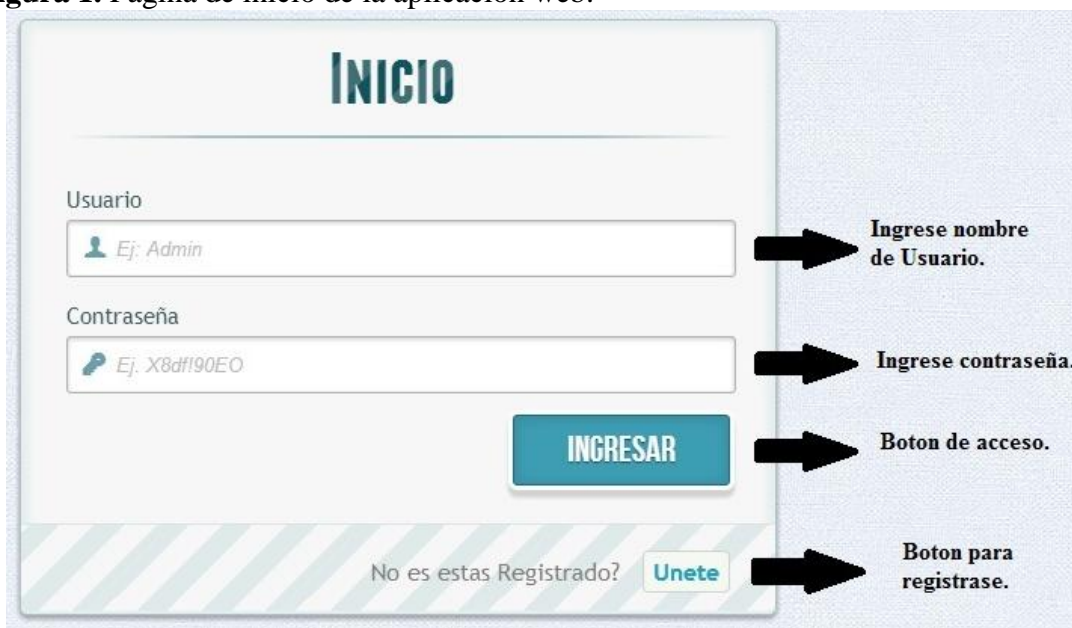 gura 1. Página de inicio de la aplicación web.
INICIO
Usuario
Ej: Admin
Ingrese nombre
de Usuario.
Contraseña
Ej. X8df!90EO
Ingrese contraseña.
INGRESAR
Boton de acceso.
No es estas Registrado? Unete
Boton para
registrase.